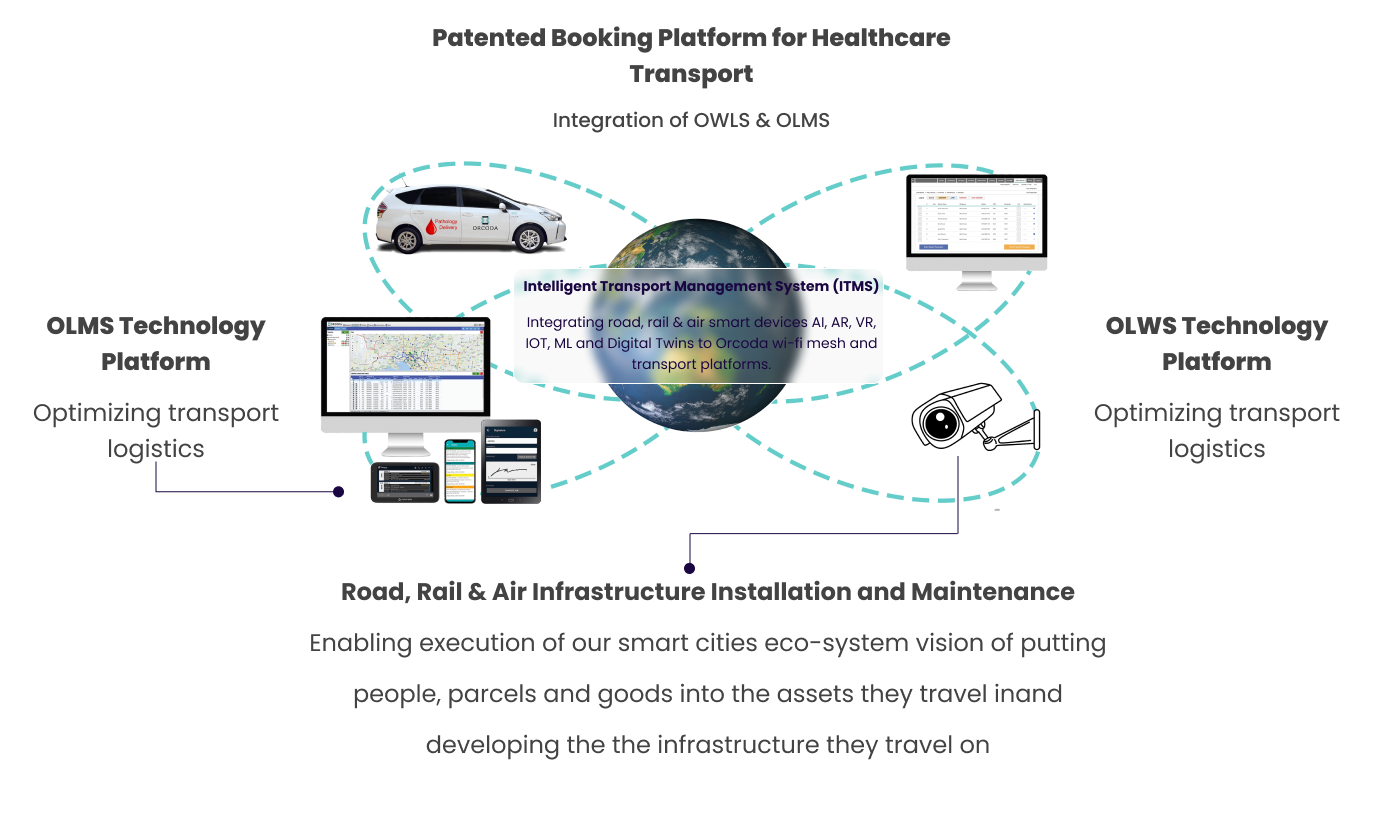 Patented Booking Platform for Healthcare
Transport
Integration of OWLS & OLMS
Pathology
Delivery
ORCODA
Intelligent Transport Management System (ITMS)
Integrating road, rail & air smart devices AI, AR, VR,
IOT, ML and Digital Twins to Orcoda wi-fi mesh and
transport platforms.
OLMS Technology
Platform
Optimizing transport
logistics
OLWS Technology
Platform
Optimizing transport
logistics
Road, Rail & Air Infrastructure Installation and Maintenance
Enabling execution of our smart cities eco-system vision of putting
people, parcels and goods into the assets they travel inand
developing the the infrastructure they travel on